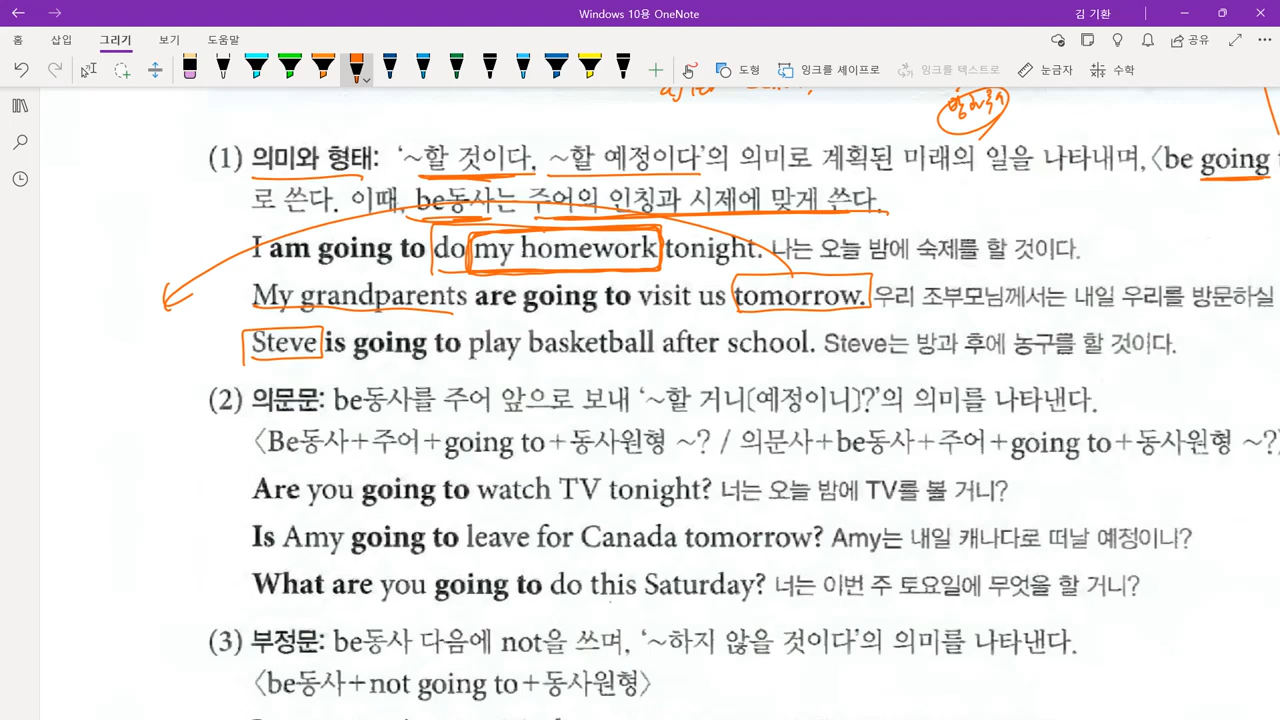 Windows 10용 OneNote
김 기환
홈 삽입 그리기 보기 도움말
공유
도형 잉크를 셰이프로 잉크를 텍스트로 눈금자 수학
(1) 의미와 형태: ‘~할 것이다, ~할 예정이다’의 의미로 계획된 미래의 일을 나타내며, 〈be going
로 쓴다. 이때, be동사는 주어의 인칭과 시제에 맞게 쓴다.
I am going to do my homework tonight. 나는 오늘 밤에 숙제를 할 것이다.
My grandparents are going to visit us tomorrow. 우리 조부모님께서는 내일 우리를 방문하실
Steve is going to play basketball after school. Steve는 방과 후에 농구를 할 것이다.
(2) 의문문: be동사를 주어 앞으로 보내 ‘~할 거니[예정이니]?’의 의미를 나타낸다.
〈Be동사+주어+going to+동사원형 ~? / 의문사+be동사+주어+going to+동사원형 ~?〉
Are you going to watch TV tonight? 너는 오늘 밤에 TV를 볼 거니?
Is Amy going to leave for Canada tomorrow? Amy는 내일 캐나다로 떠날 예정이니?
What are you going to do this Saturday? 너는 이번 주 토요일에 무엇을 할 거니?
(3) 부정문: be동사 다음에 not을 쓰며, ‘~하지 않을 것이다’의 의미를 나타낸다.
〈be동사+not going to+동사원형〉